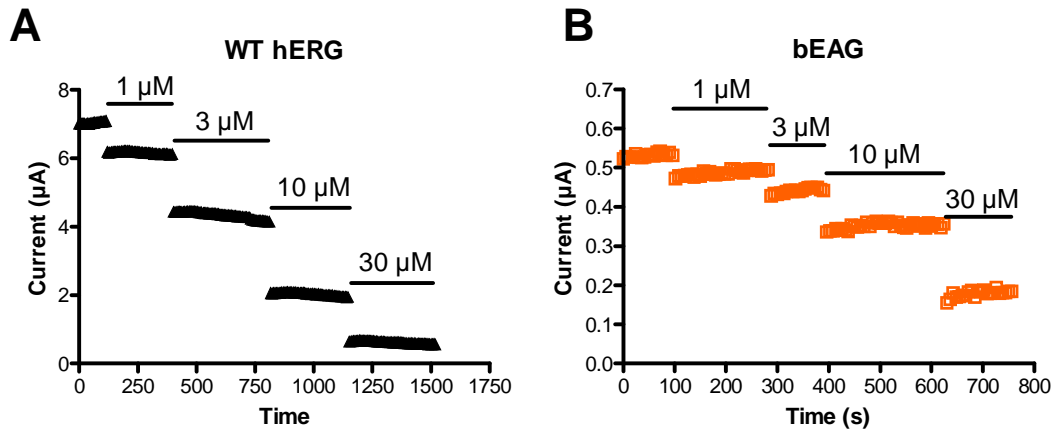 A
WT hERG
Current (µA)
8
6
4
2
0
1 µM
3 µM
10 µM
30 µM
0 250 500 750 1000 1250 1500 1750
Time
B
bEAG
Current (µA)
0.7
0.6
0.5
0.4
0.3
0.2
0.1
0.0
1 µM
3 µM
10 µM
30 µM
0 100 200 300 400 500 600 700 800
Time (s)